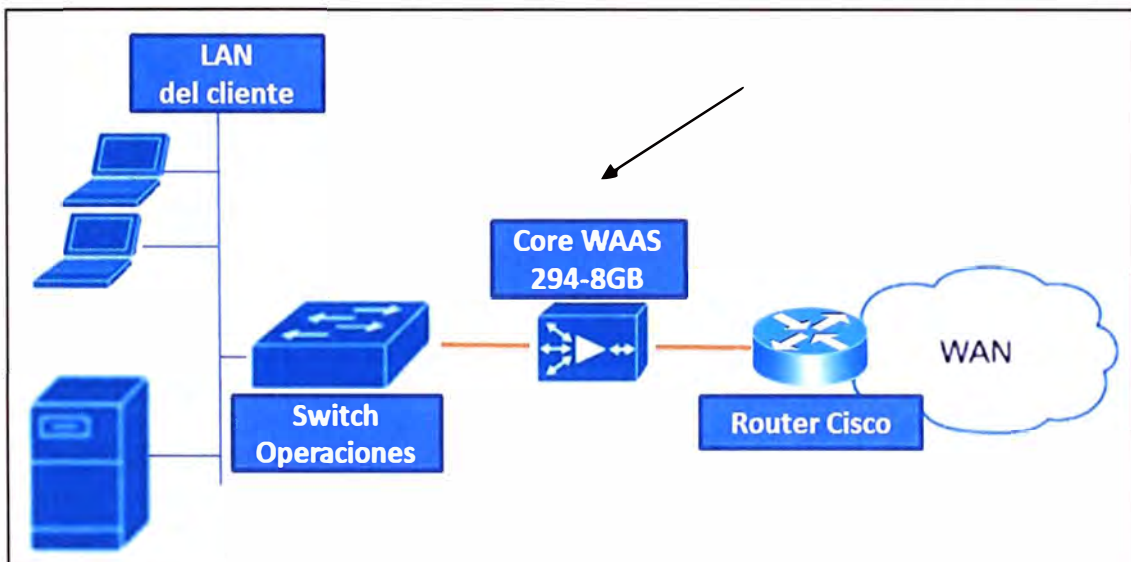 LAN
del cliente
Core WAAS
294-8GB
WAN
Switch
Operaciones
Router Cisco